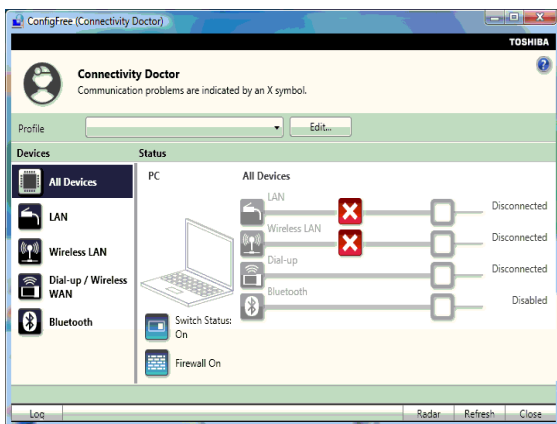 ConfigFree (Connectivity Doctor)
TOSHIBA
Connectivity Doctor
Communication problems are indicated by an X symbol.
Profile
Edit...
Devices
Status
All Devices
LAN
Wireless LAN
Dial-up / Wireless
WAN
Bluetooth
PC
Switch Status:
On
Firewall On
All Devices
LAN
Disconnected
Wireless LAN
Disconnected
Dial-up
Disconnected
Bluetooth
Disabled
Log
Radar
Refresh
Close